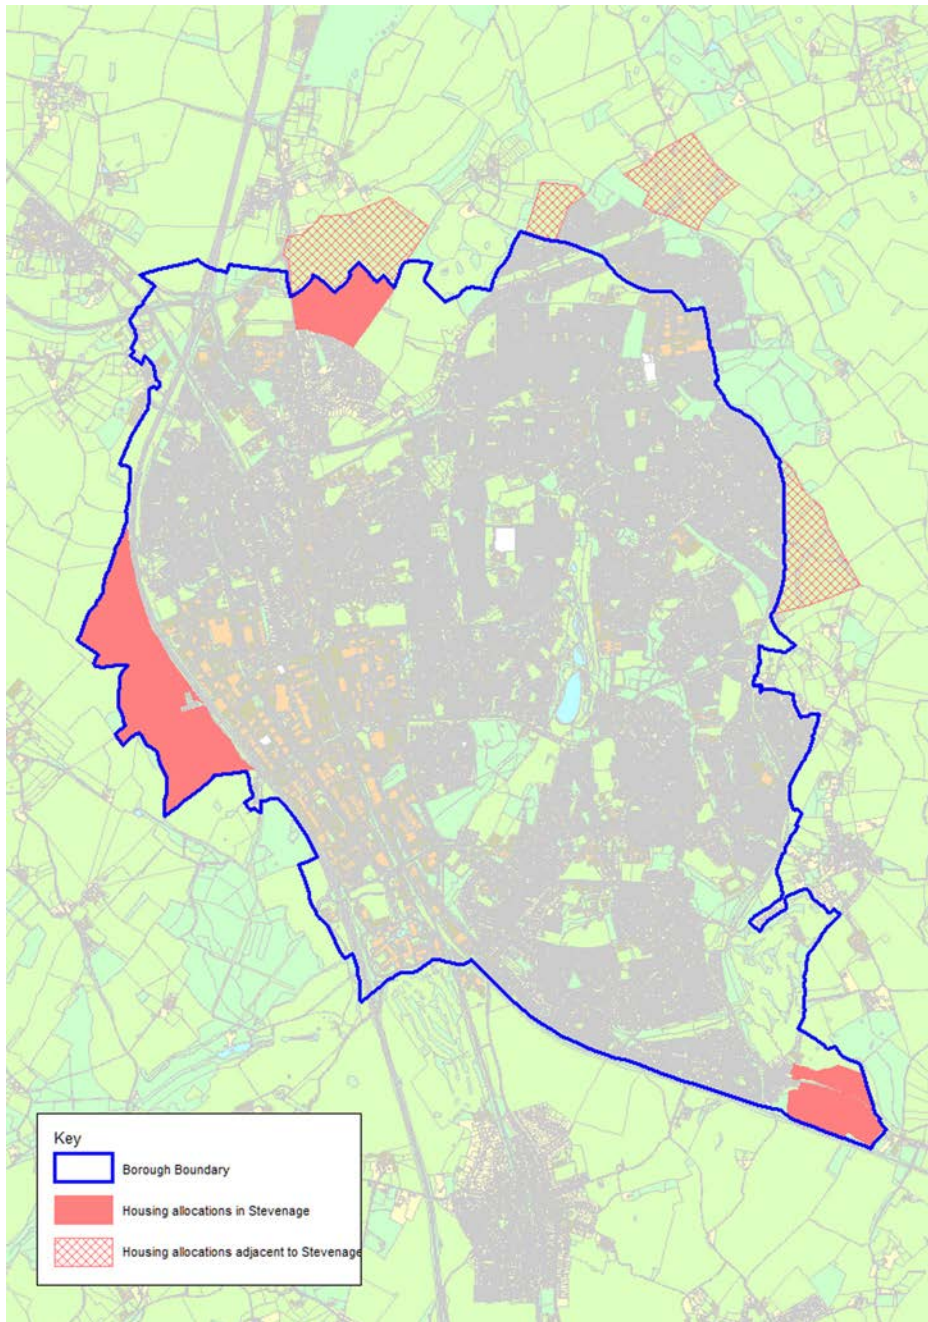 Key
Borough Boundary
Housing allocations in Stevenage
Housing allocations adjacent to Stevenage